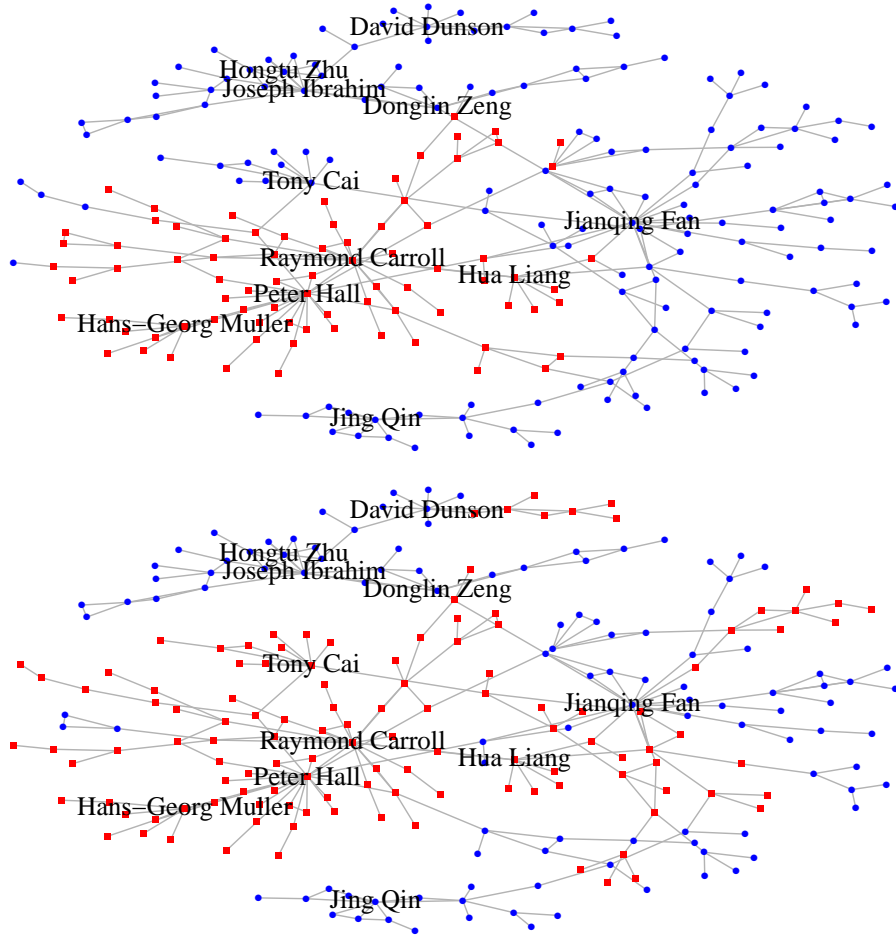 David Dunson
Hongtu Zhu
Joseph Ibrahim
Donglin Zeng
Tony Cai
Jianqing Fan
Raymond Carroll
Hua Liang
Peter Hall
Hans−Georg Muller
Jing Qin
David Dunson
Hongtu Zhu
Joseph Ibrahim
Donglin Zeng
Tony Cai
Jianqing Fan
Raymond Carroll
Hua Liang
Peter Hall
Hans−Georg Muller
Jing Qin